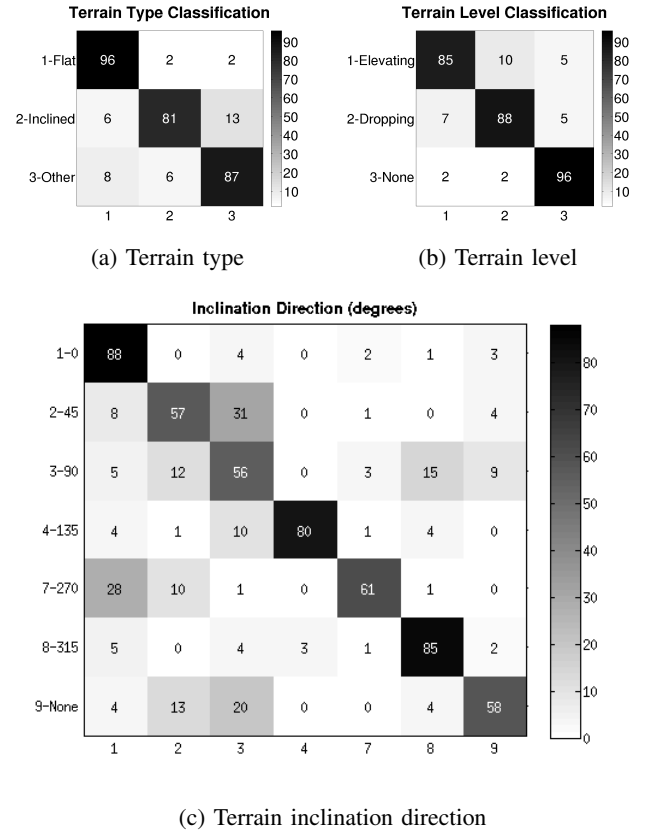 Terrain Type Classification
1-Flat 96 2 2
2-Inclined 6 81 13
3-Other 8 6 87
1 2 3
90
80
70
60
50
40
30
20
10
(a) Terrain type
Terrain Level Classification
1-Elevating 85 10 5
2-Dropping 7 88 5
3-None 2 2 96
1 2 3
90
80
70
60
50
40
30
20
10
(b) Terrain level
Inclination Direction (degrees)
1-0 88 0 4 0 2 1 3
2-45 8 57 31 0 1 0 4
3-90 5 12 56 0 3 15 9
4-135 4 1 10 80 1 4 0
7-270 28 10 1 0 61 1 0
8-315 5 0 4 3 1 85 2
9-None 4 13 20 0 0 4 58
1 2 3 4 7 8 9
80
70
60
50
40
30
20
10
0
(c) Terrain inclination direction